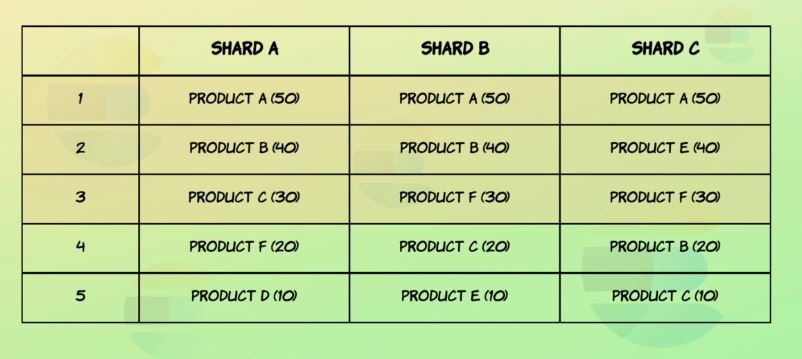 SHARD A SHARD B SHARD C
1 PRODUCT A (50) PRODUCT A (50) PRODUCT A (50)
2 PRODUCT B (40) PRODUCT B (40) PRODUCT E (40)
3 PRODUCT C (30) PRODUCT F (30) PRODUCT F (30)
4 PRODUCT F (20) PRODUCT C (20) PRODUCT B (20)
5 PRODUCT D (10) PRODUCT E (10) PRODUCT C (10)